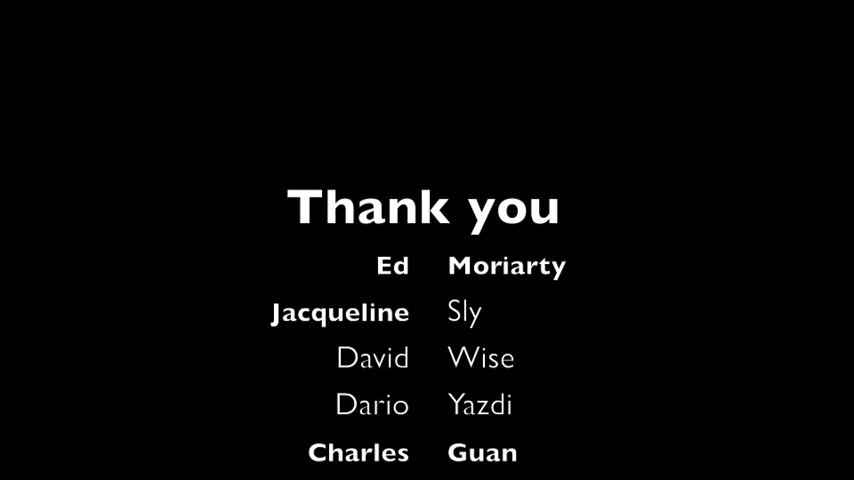 Thank you
Ed Moriarty
Jacqueline Sly
David Wise
Dario Yazdi
Charles Guan